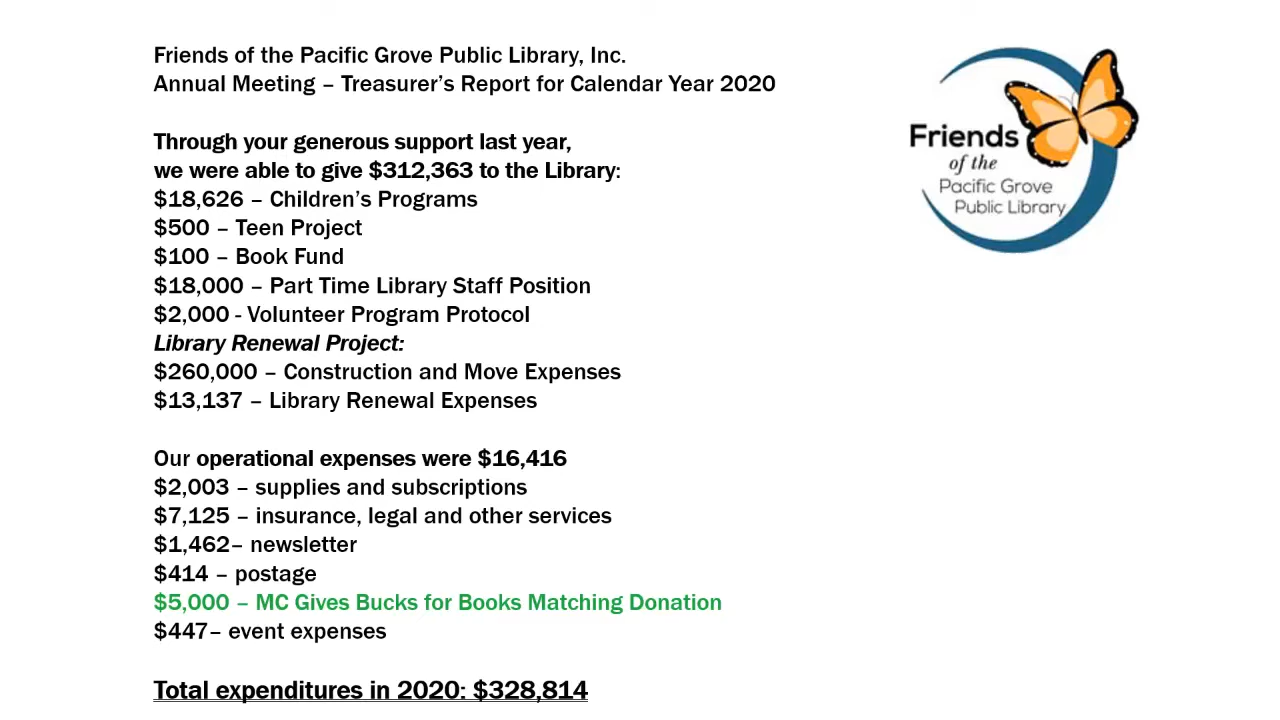 Friends of the Pacific Grove Public Library, Inc.
Annual Meeting – Treasurer's Report for Calendar Year 2020
Through your generous support last year,
we were able to give $312,363 to the Library:
$18,626 – Children's Programs
$500 – Teen Project
$100 – Book Fund
$18,000 – Part Time Library Staff Position
$2,000 - Volunteer Program Protocol
Library Renewal Project:
$260,000 – Construction and Move Expenses
$13,137 – Library Renewal Expenses
Our operational expenses were $16,416
$2,003 – supplies and subscriptions
$7,125 – insurance, legal and other services
$1,462– newsletter
$414 – postage
$5,000 – MC Gives Bucks for Books Matching Donation
$447– event expenses
Total expenditures in 2020: $328,814
Friends
of the
Pacific Grove
Public Library